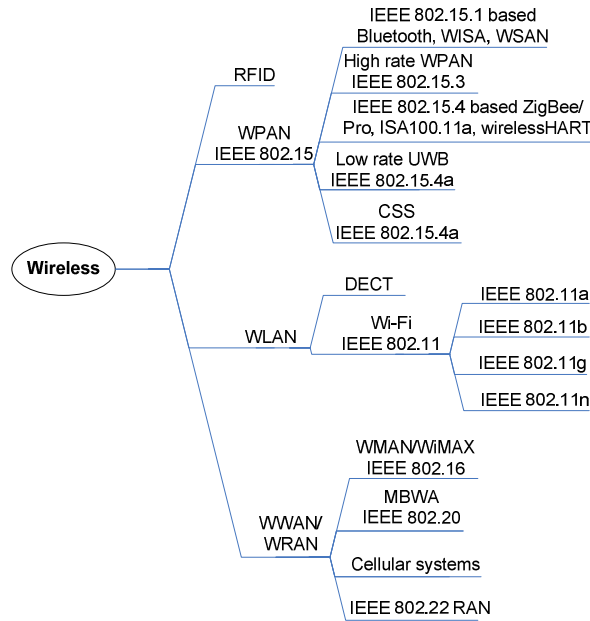 IEEE 802.15.1 based
Bluetooth, WISA, WSAN
High rate WPAN
IEEE 802.15.3
RFID
IEEE 802.15.4 based ZigBee/
Pro, ISA100.11a, wirelessHART
WPAN
IEEE 802.15
Low rate UWB
IEEE 802.15.4a
CSS
IEEE 802.15.4a
Wireless
DECT
IEEE 802.11a
Wi-Fi
IEEE 802.11
WLAN
IEEE 802.11b
IEEE 802.11g
IEEE 802.11n
WMAN/WiMAX
IEEE 802.16
MBWA
IEEE 802.20
WWAN/
WRAN
Cellular systems
IEEE 802.22 RAN